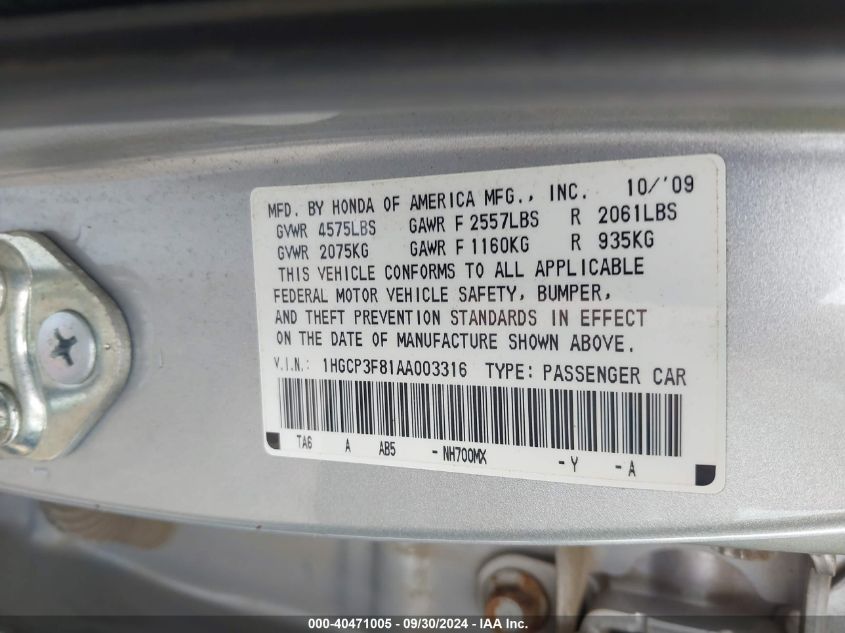 MFD. BY HONDA OF AMERICA MFG., INC. 10/'09
GVWR 4575LBS GAWR F 2557LBS R 2061LBS
GVWR 2075KG GAWR F 1160KG R 935KG
THIS VEHICLE CONFORMS TO ALL APPLICABLE
FEDERAL MOTOR VEHICLE SAFETY, BUMPER,
AND THEFT PREVENTION STANDARDS IN EFFECT
ON THE DATE OF MANUFACTURE SHOWN ABOVE.
V.I.N.: 1HGCP3F81AA003316 TYPE: PASSENGER CAR
TA6 A AB5 - NH700MX - Y - A
000-40471005 / 09/30/2024 - IAA Inc.